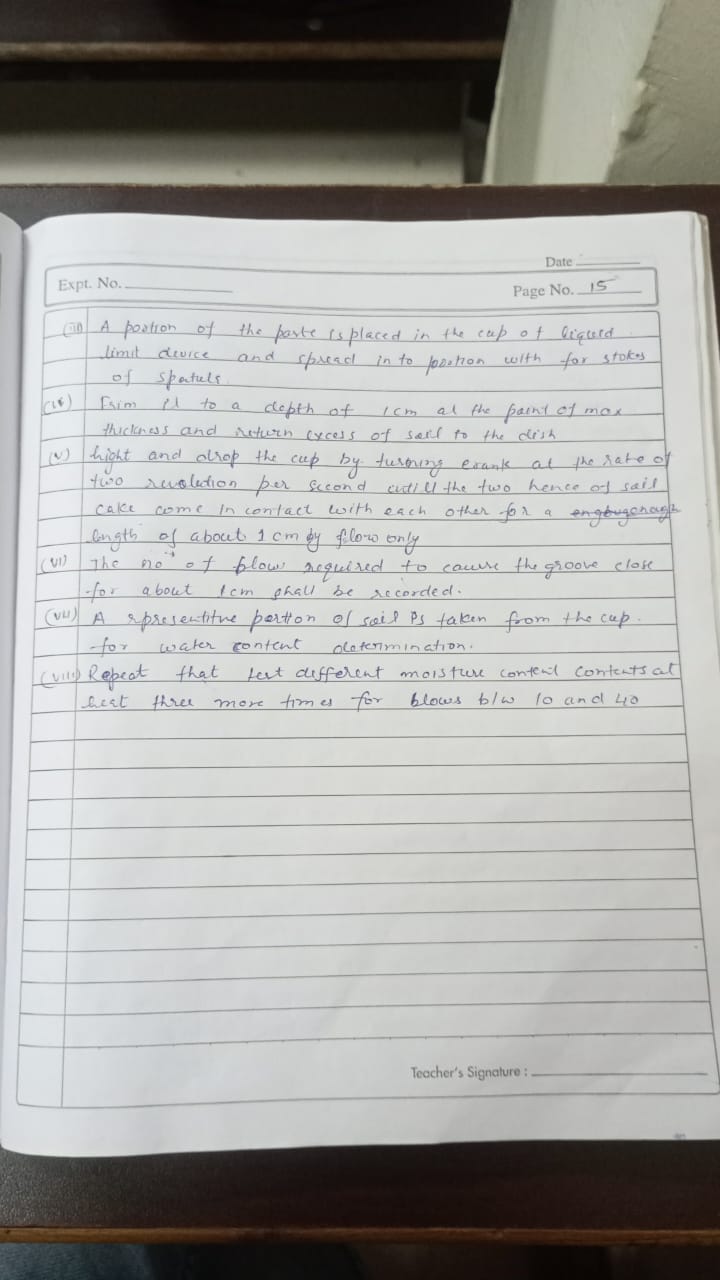 Date
Expt. No.
Page No. 15
(iii) A portion of the paste is placed in the cup of liquid
limit device and spread in to position with for stokes
of spatuls.
(iv) Trim it to a depth of 1cm at the point of max
thickness and return excess of soil to the dish
(v) light and drop the cup by turning crank at the rate of
two revolution per second until the two hence of soil
cake come in contact with each other for a
length of about 1 cm by flow only
(vi) The no. of blow required to cause the groove close
for about 1cm shall be recorded.
(vii) A rpresentitve portion of soil is taken from the cup.
for water content determination.
(viii) Repeat that test different moisture content contents at
least three more times for blows b/w 10 and 40
Teacher's Signature :